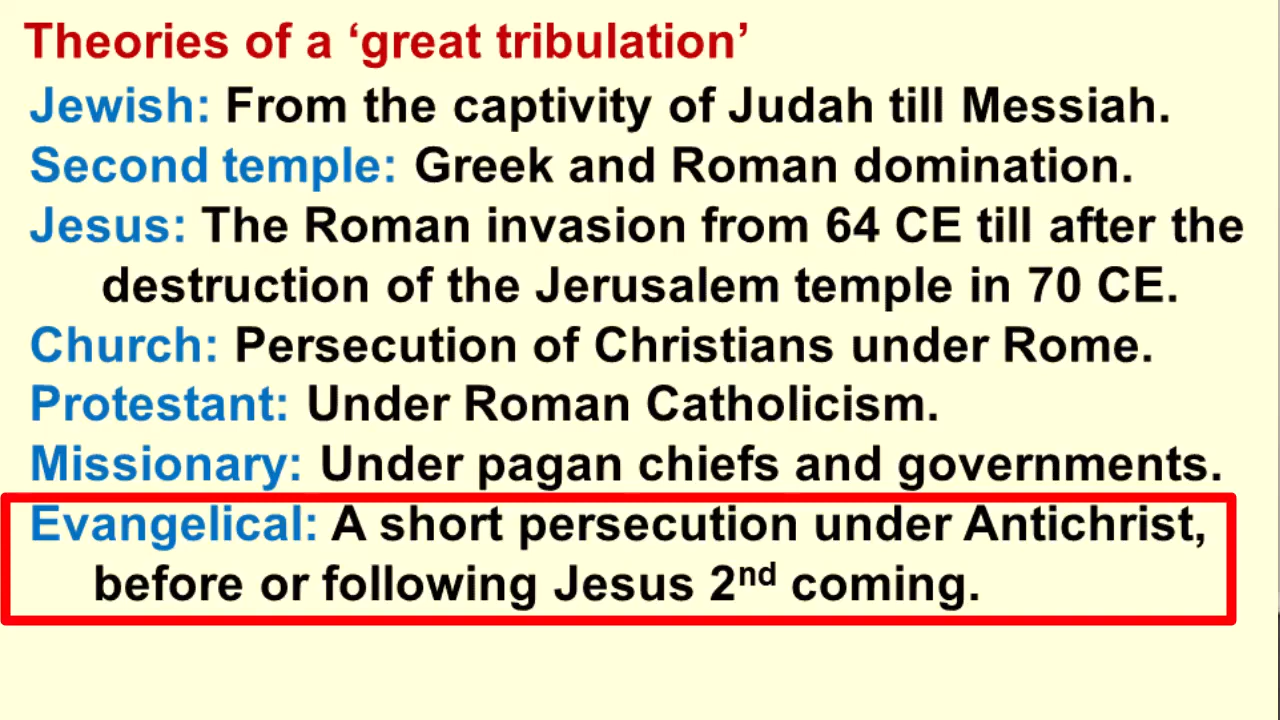 Theories of a ‘great tribulation’
Jewish: From the captivity of Judah till Messiah.
Second temple: Greek and Roman domination.
Jesus: The Roman invasion from 64 CE till after the
destruction of the Jerusalem temple in 70 CE.
Church: Persecution of Christians under Rome.
Protestant: Under Roman Catholicism.
Missionary: Under pagan chiefs and governments.
Evangelical: A short persecution under Antichrist,
before or following Jesus 2nd coming.